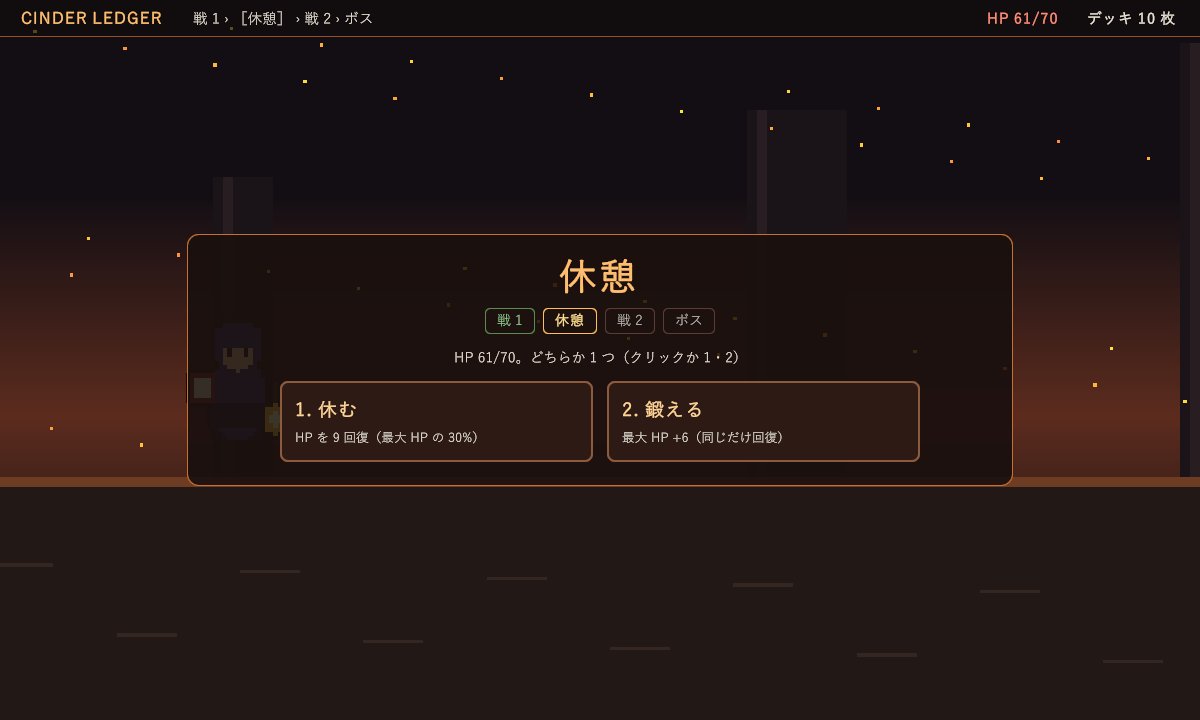 CINDER LEDGER 戦 1 › ［休憩］ › 戦 2 › ボス HP 61/70 デッキ 10 枚
休憩
戦 1 休憩 戦 2 ボス
HP 61/70。どちらか 1 つ（クリックか 1・2）
1. 休む
HP を 9 回復（最大 HP の 30%）
2. 鍛える
最大 HP +6（同じだけ回復）